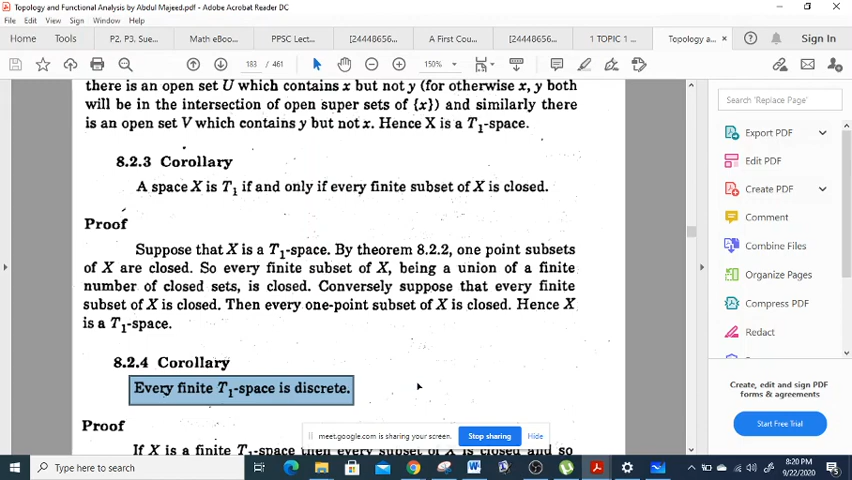 Topology and Functional Analysis by Abdul Majeed.pdf - Adobe Acrobat Reader DC
File Edit View Sign Window Help
Home Tools P2. P3. Sue... Math eBoo... PPSC Lect... [24448656... A First Cour... [24448656... 1 TOPIC 1 ... Topology a... × Sign In
183 / 461 150%
there is an open set U which contains x but not y (for otherwise x, y both
will be in the intersection of open super sets of {x}) and similarly there
is an open set V which contains y but not x. Hence X is a T1-space.
8.2.3 Corollary
A space X is T1 if and only if every finite subset of X is closed.
Proof
Suppose that X is a T1-space. By theorem 8.2.2, one point subsets
of X are closed. So every finite subset of X, being a union of a finite
number of closed sets, is closed. Conversely suppose that every finite
subset of X is closed. Then every one-point subset of X is closed. Hence X
is a T1-space.
8.2.4 Corollary
Every finite T1-space is discrete.
Proof
If X is a finite T1-space then every subset of X is closed and so
meet.google.com is sharing your screen. Stop sharing Hide
Search 'Replace Page'
Export PDF
Edit PDF
Create PDF
Comment
Combine Files
Organize Pages
Compress PDF
Redact
Create, edit and sign PDF
forms & agreements
Start Free Trial
Type here to search
8:20 PM
9/22/2020